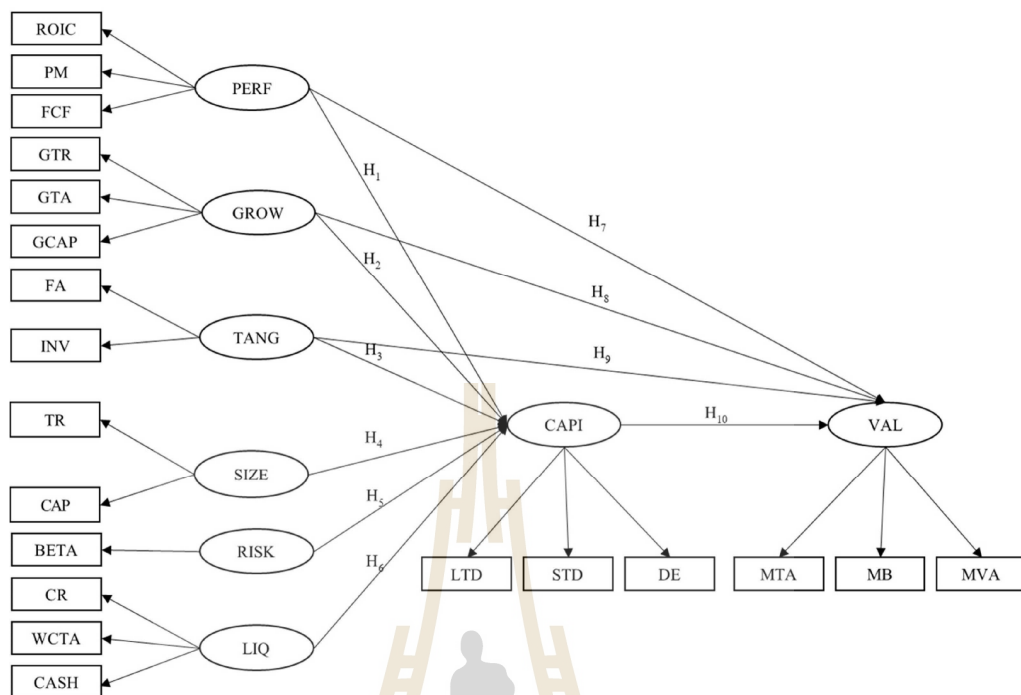 ROIC
PM
FCF
GTR
GTA
GCAP
FA
INV
TR
CAP
BETA
CR
WCTA
CASH
PERF
GROW
TANG
SIZE
RISK
LIQ
H₁
H₂
H₃
H₄
H₅
H₆
H₇
H₈
H₉
H₁₀
CAPI
VAL
LTD
STD
DE
MTA
MB
MVA